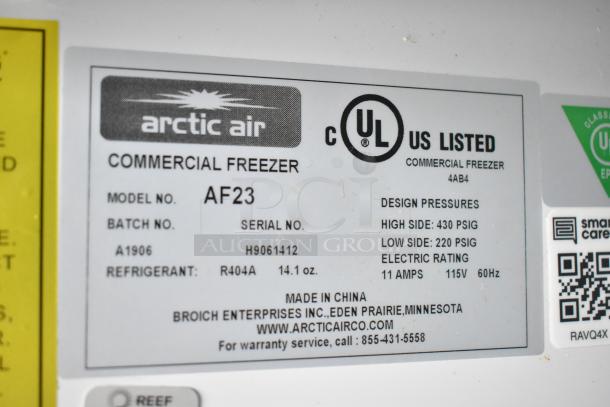 arctic air
C UL US LISTED
®
COMMERCIAL FREEZER
4AB4
COMMERCIAL FREEZER
MODEL NO. AF23
BATCH NO. SERIAL NO.
A1906 H9061412
REFRIGERANT: R404A 14.1 oz.
DESIGN PRESSURES
HIGH SIDE: 430 PSIG
LOW SIDE: 220 PSIG
ELECTRIC RATING
11 AMPS 115V 60Hz
MADE IN CHINA
BROICH ENTERPRISES INC.,EDEN PRAIRIE,MINNESOTA
WWW.ARCTICAIRCO.COM
For warranty service, call : 855-431-5558
PCI
AUCTION GROUP
REEF
RAVQ4X